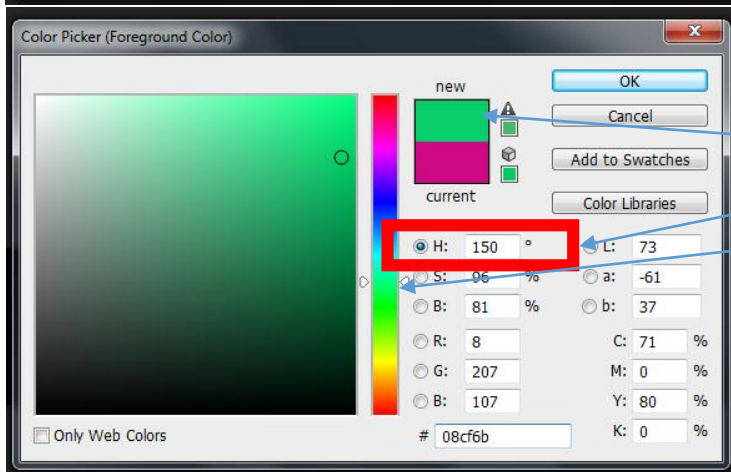 Color Picker (Foreground Color)
new
OK
Cancel
Add to Swatches
current
Color Libraries
H: 150 ° L: 73
S: 96 % a: -61
B: 81 % b: 37
R: 8 C: 71 %
G: 207 M: 0 %
B: 107 Y: 80 %
Only Web Colors # 08cf6b K: 0 %